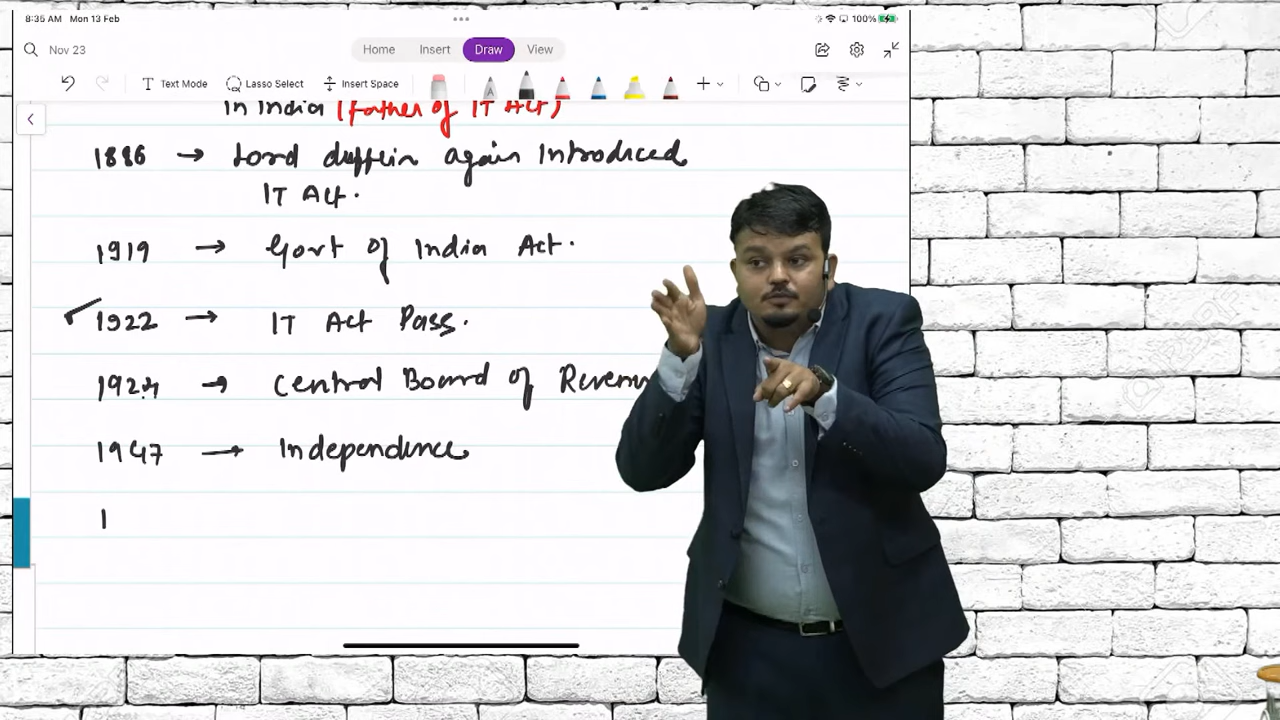 8:35 AM Mon 13 Feb
100%
Nov 23
Home Insert Draw View
Text Mode Lasso Select Insert Space
In India (father of IT Act)
1886 → Lord dufferin again Introduced
IT Act.
1919 → Govt of India Act.
1922 → IT Act Pass.
1924 → Central Board of
1947 → Independence
1